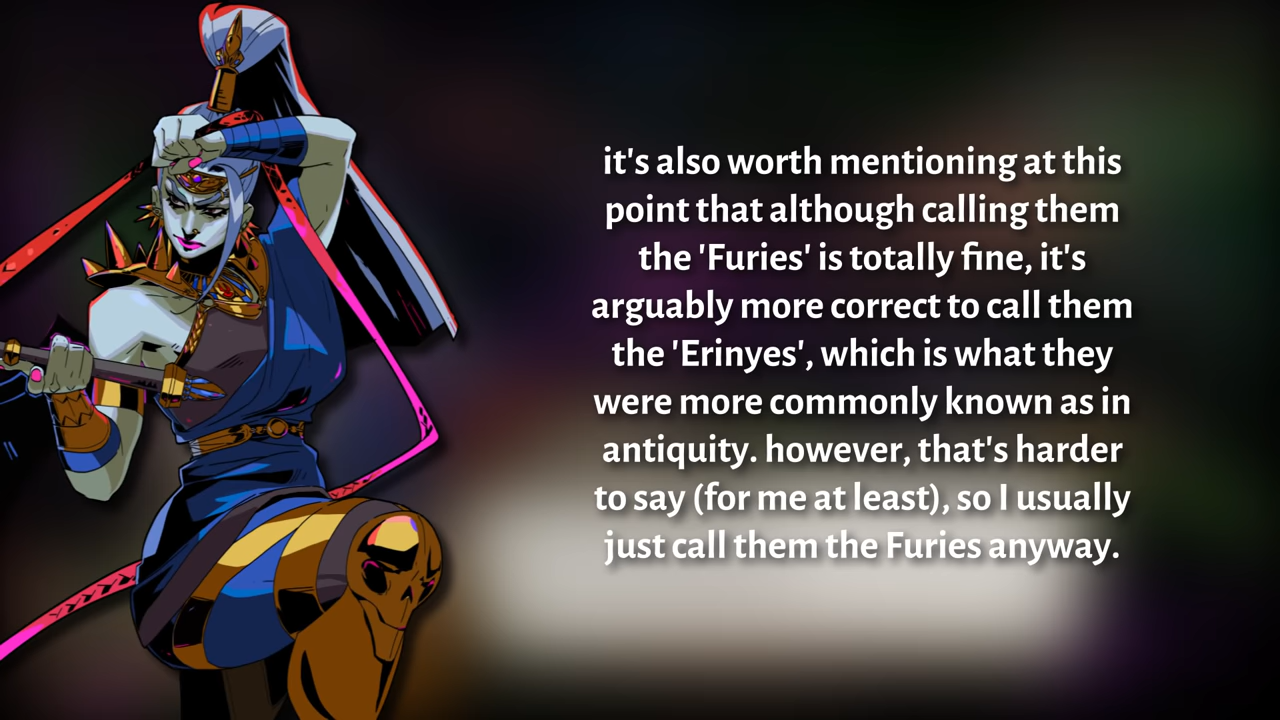 it's also worth mentioning at this
point that although calling them
the 'Furies' is totally fine, it's
arguably more correct to call them
the 'Erinyes', which is what they
were more commonly known as in
antiquity. however, that's harder
to say (for me at least), so I usually
just call them the Furies anyway.